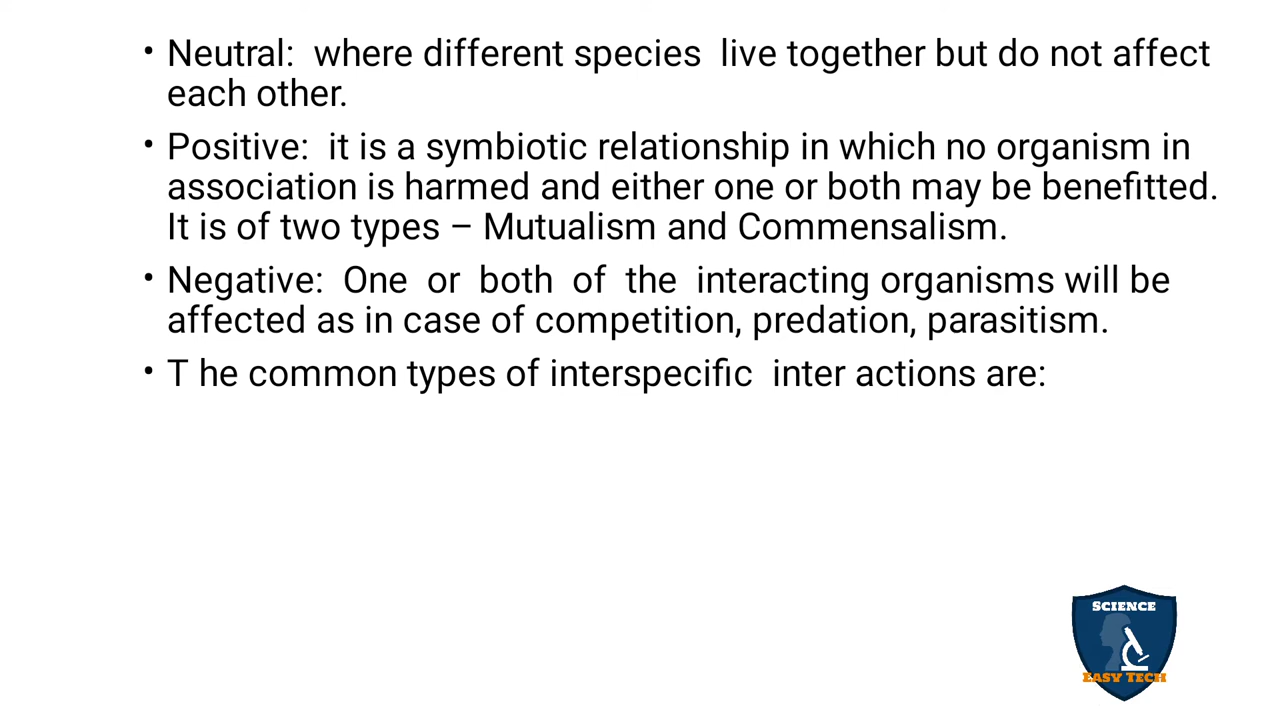 • Neutral:  where different species  live together but do not affect
each other.
• Positive:  it is a symbiotic relationship in which no organism in
association is harmed and either one or both may be benefitted.
It is of two types – Mutualism and Commensalism.
• Negative:  One  or  both  of  the  interacting organisms will be
affected as in case of competition, predation, parasitism.
• T he common types of interspecific  inter actions are:
SCIENCE
EASY TECH